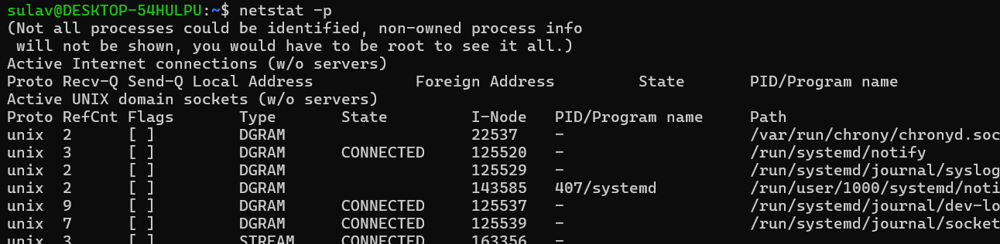 sulav@DESKTOP-54HULPU:~$ netstat -p
(Not all processes could be identified, non-owned process info
 will not be shown, you would have to be root to see it all.)
Active Internet connections (w/o servers)
Proto Recv-Q Send-Q Local Address           Foreign Address         State       PID/Program name
Active UNIX domain sockets (w/o servers)
Proto RefCnt Flags       Type       State         I-Node   PID/Program name     Path
unix  2      [ ]         DGRAM                    22537    -                    /var/run/chrony/chronyd.soc
unix  3      [ ]         DGRAM      CONNECTED     125520   -                    /run/systemd/notify
unix  2      [ ]         DGRAM                    125529   -                    /run/systemd/journal/syslog
unix  2      [ ]         DGRAM                    143585   407/systemd          /run/user/1000/systemd/noti
unix  9      [ ]         DGRAM      CONNECTED     125537   -                    /run/systemd/journal/dev-lo
unix  7      [ ]         DGRAM      CONNECTED     125539   -                    /run/systemd/journal/socket
unix  3      [ ]         STREAM     CONNECTED     163356   -